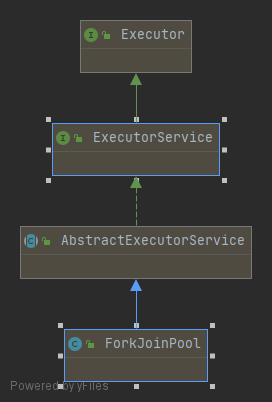 Executor
ExecutorService
AbstractExecutorService
ForkJoinPool
Powered by yFiles